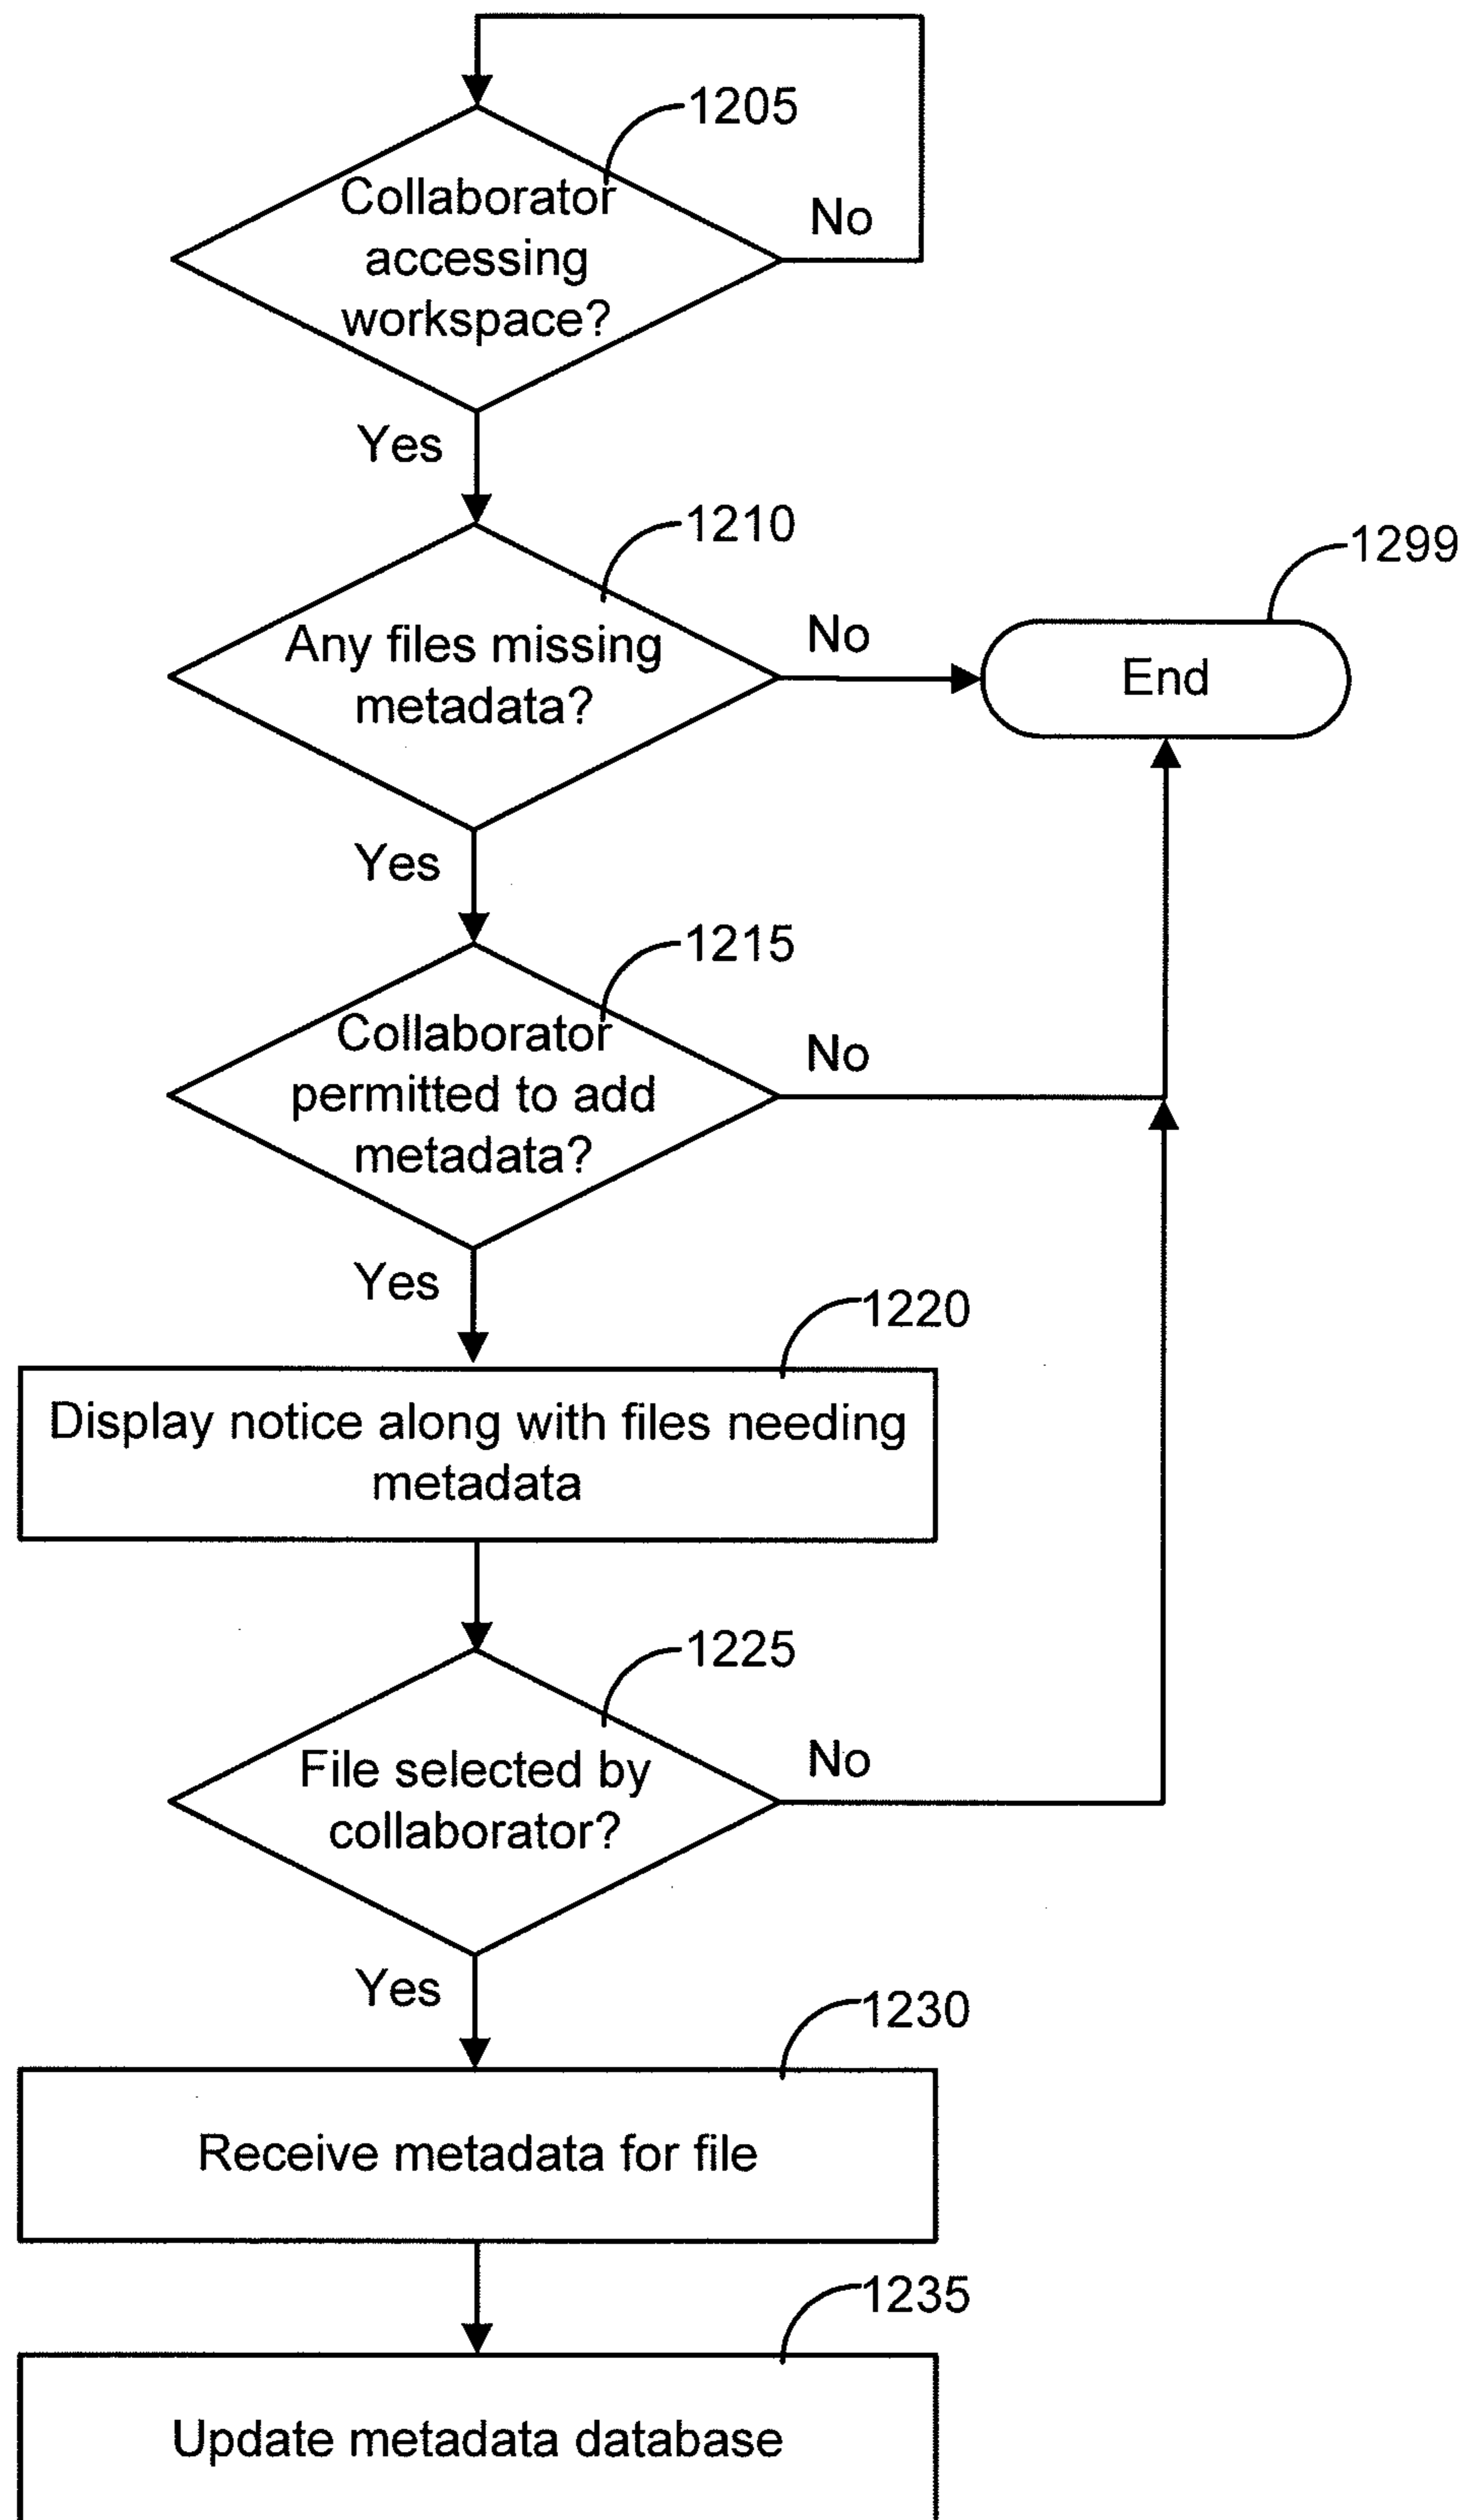 1205
Collaborator
accessing
workspace?
No
Yes
1210
1299
Any files missing
metadata?
No
End
Yes
1215
Collaborator
permitted to add
metadata?
No
Yes
1220
Display notice along with files needing
metadata
1225
File selected by
collaborator?
No
Yes
1230
Receive metadata for file
1235
Update metadata database